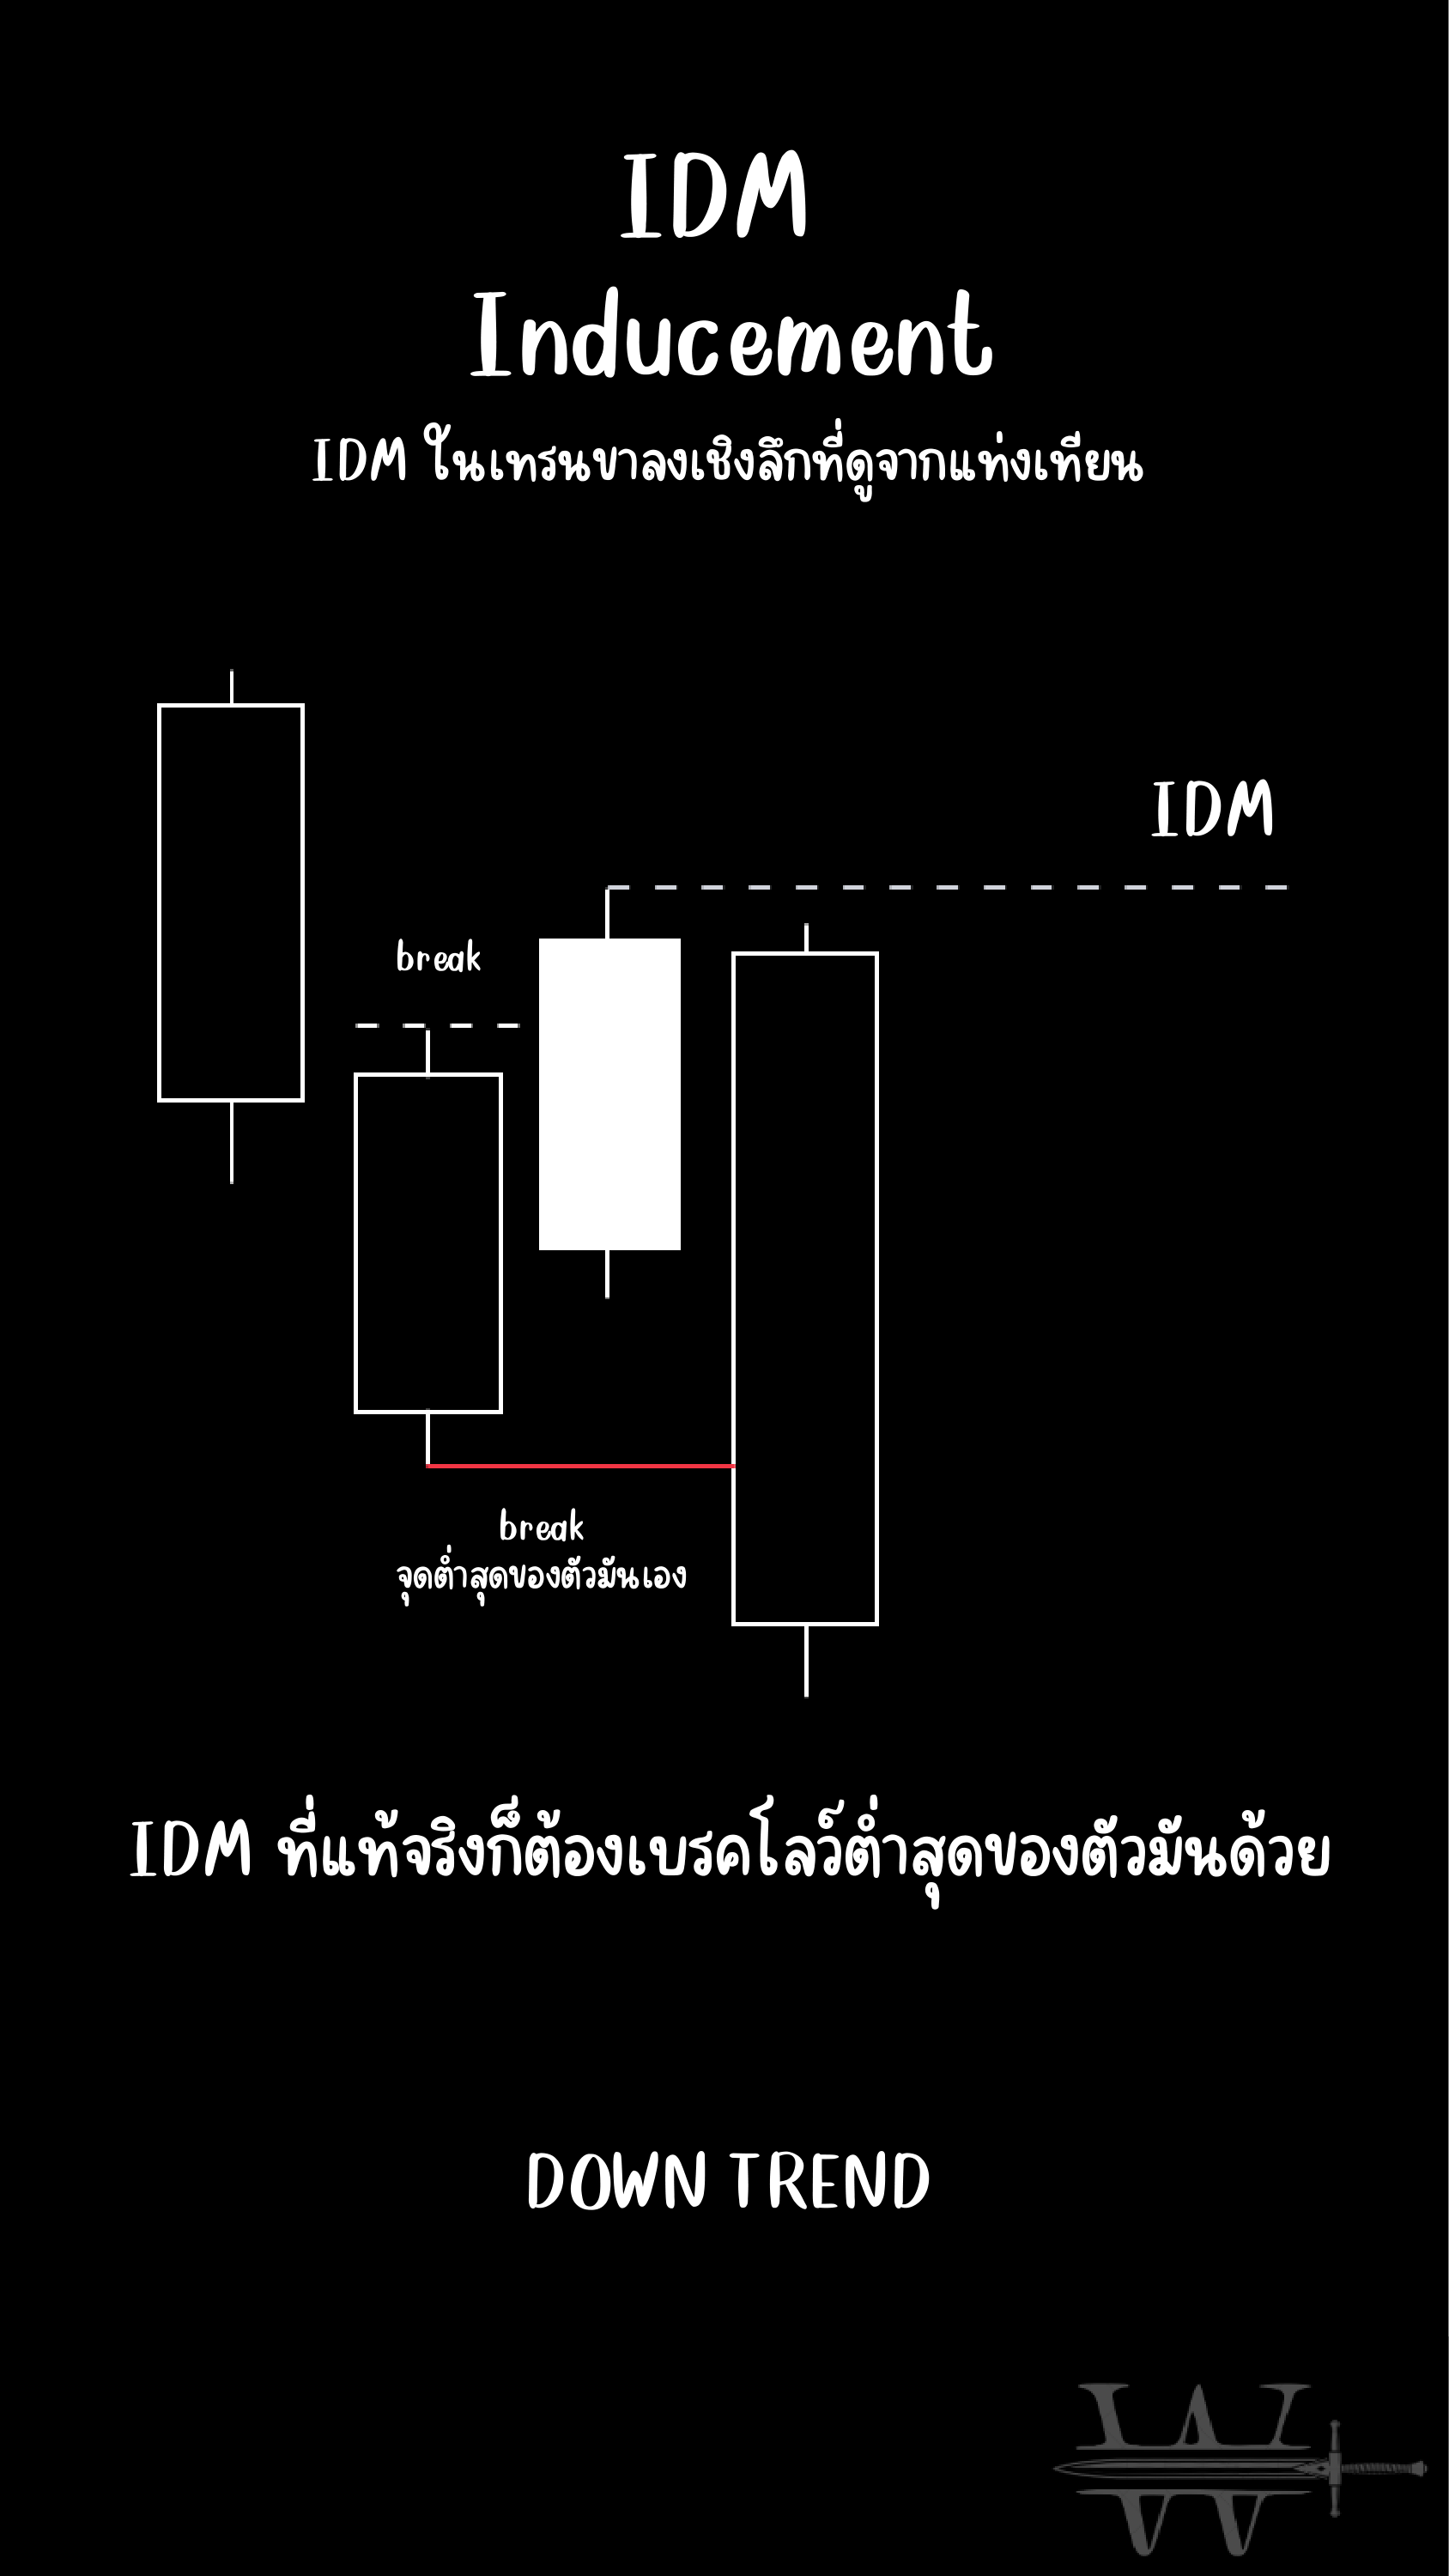 IDM
Inducement
IDM ในเทรนขาลงเชิงลึกที่ดูจากแท่งเทียน
IDM
break
break
จุดต่ำสุดของตัวมันเอง
IDM ที่แท้จริงก็ต้องเบรคโลว์ต่ำสุดของตัวมันด้วย
DOWN TREND
W